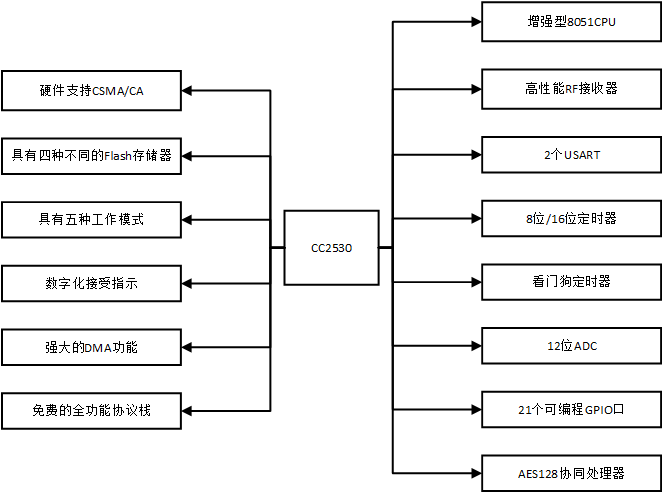 硬件支持CSMA/CA
具有四种不同的Flash存储器
具有五种工作模式
数字化接受指示
强大的DMA功能
免费的全功能协议栈
CC2530
增强型8051CPU
高性能RF接收器
2个USART
8位/16位定时器
看门狗定时器
12位ADC
21个可编程GPIO口
AES128协同处理器